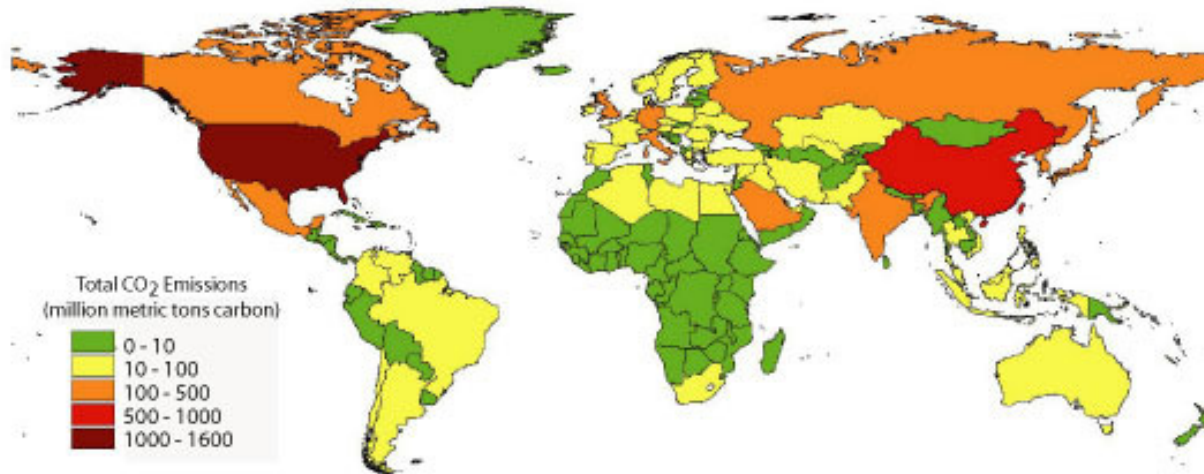 Total CO₂ Emissions
(million metric tons carbon)
0 - 10
10 - 100
100 - 500
500 - 1000
1000 - 1600